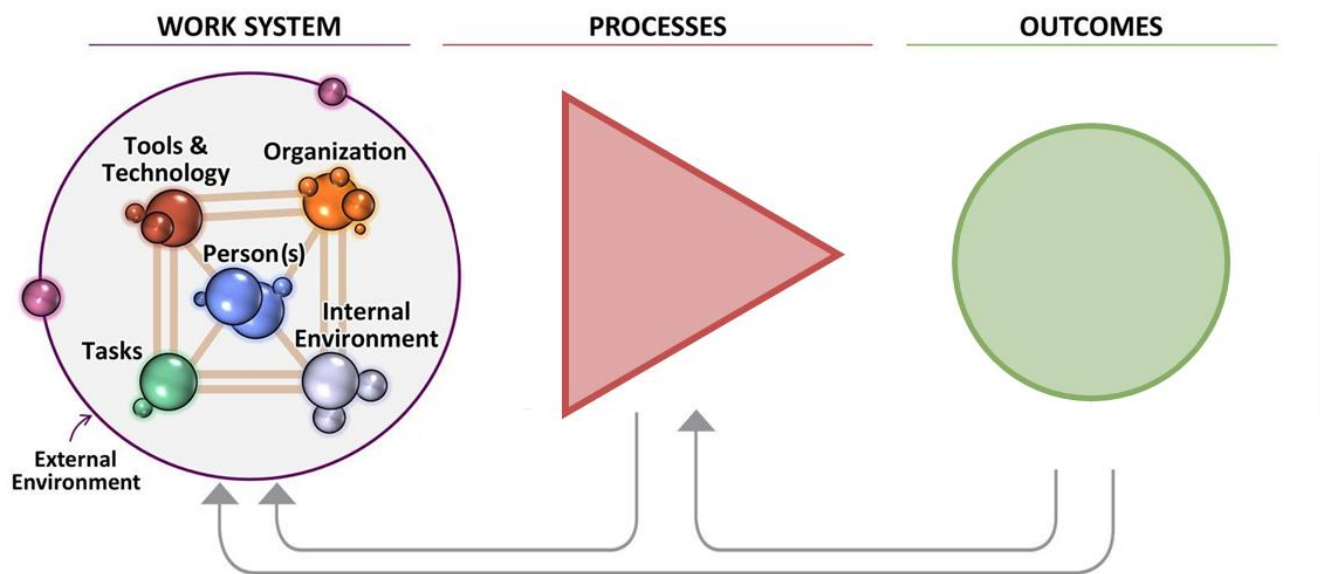 WORK SYSTEM
PROCESSES
OUTCOMES
Tools &
Technology
Organization
Person(s)
Internal
Environment
Tasks
External
Environment